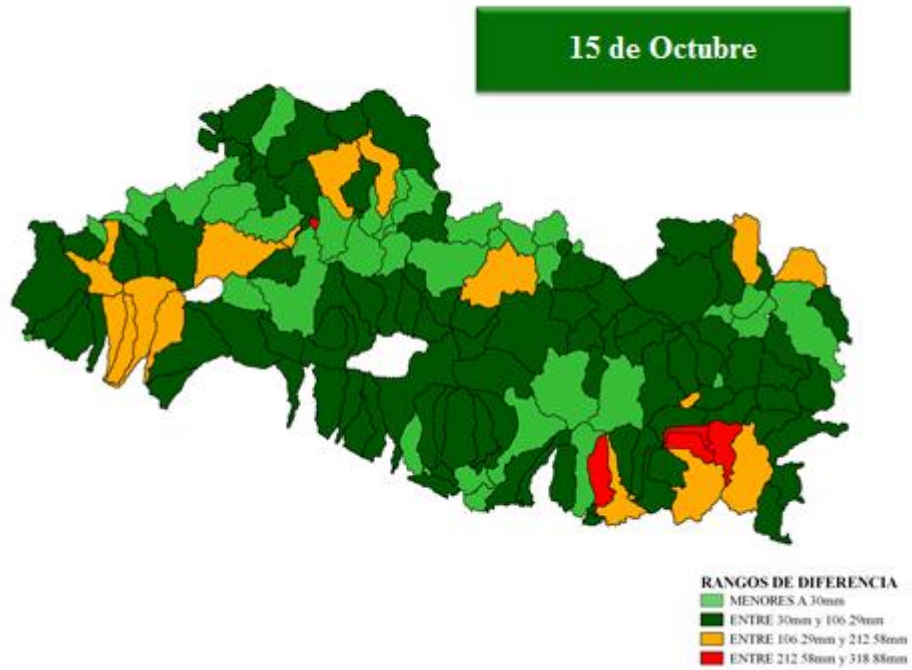 15 de Octubre
RANGOS DE DIFERENCIA
MENORES A 30mm
ENTRE 30mm y 106.29mm
ENTRE 106.29mm y 212.58mm
ENTRE 212.58mm y 318.88mm